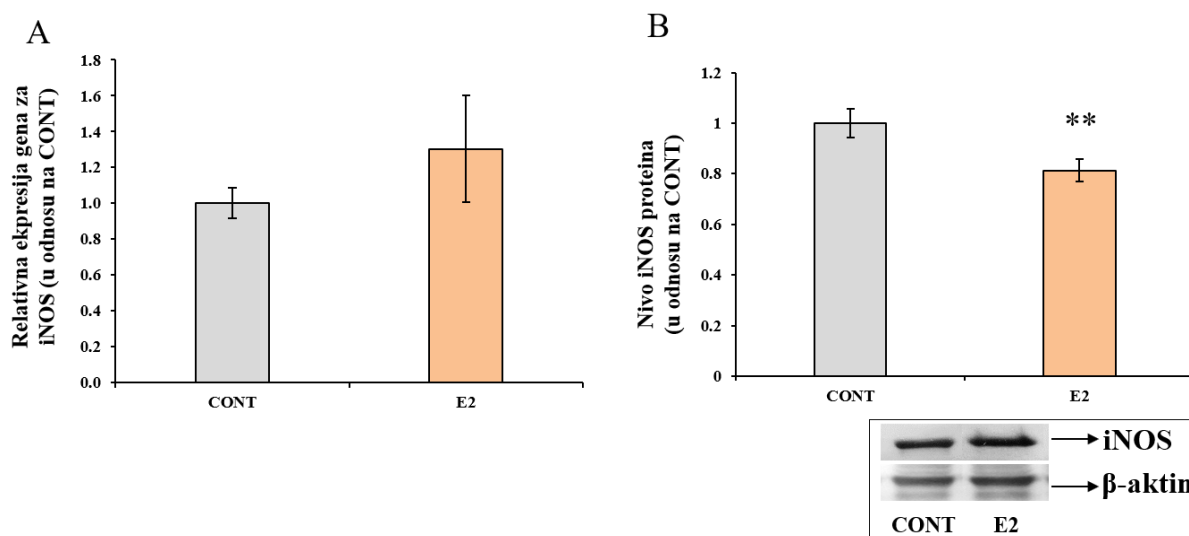 A
Relativna ekpresija gena za
iNOS (u odnosu na CONT)
1.8
1.6
1.4
1.2
1.0
0.8
0.6
0.4
0.2
0.0
CONT E2
B
Nivo iNOS proteina
(u odnosu na CONT)
1.2
1
0.8
0.6
0.4
0.2
0
**
CONT E2
iNOS
β-aktin
CONT E2